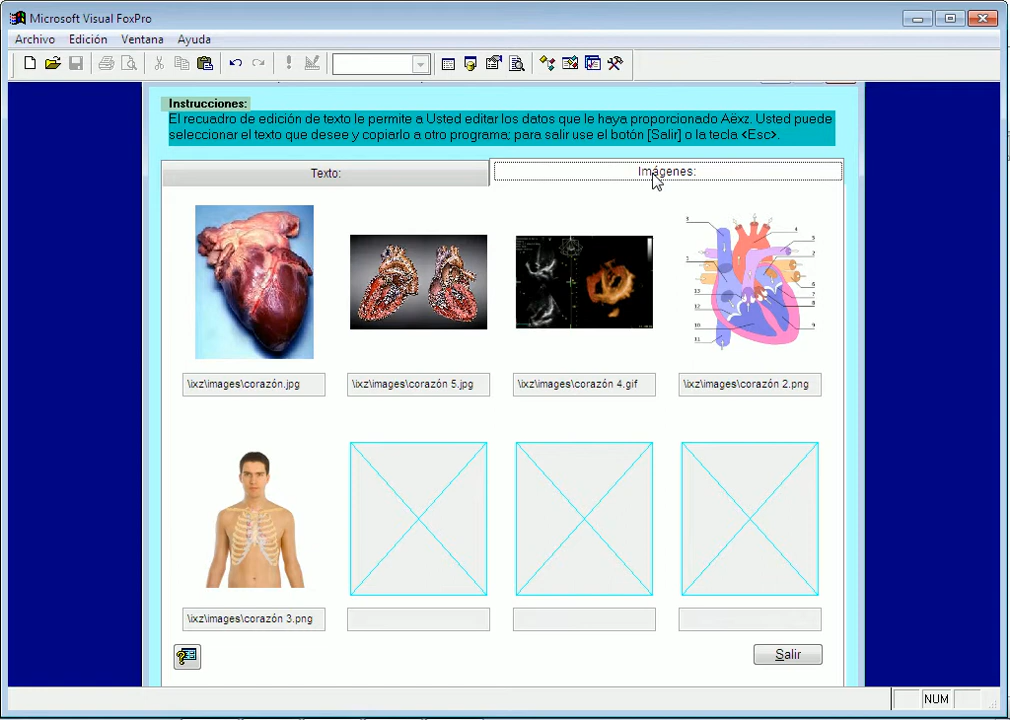 Microsoft Visual FoxPro
Archivo Edición Ventana Ayuda
Instrucciones:
El recuadro de edición de texto le permite a Usted editar los datos que le haya proporcionado Aëxz. Usted puede
seleccionar el texto que desee y copiarlo a otro programa; para salir use el botón [Salir] o la tecla <Esc>.
Texto: Imágenes:
\ixz\images\corazón.jpg \ixz\images\corazón 5.jpg \ixz\images\corazón 4.gif \ixz\images\corazón 2.png
\ixz\images\corazón 3.png
Salir
NUM